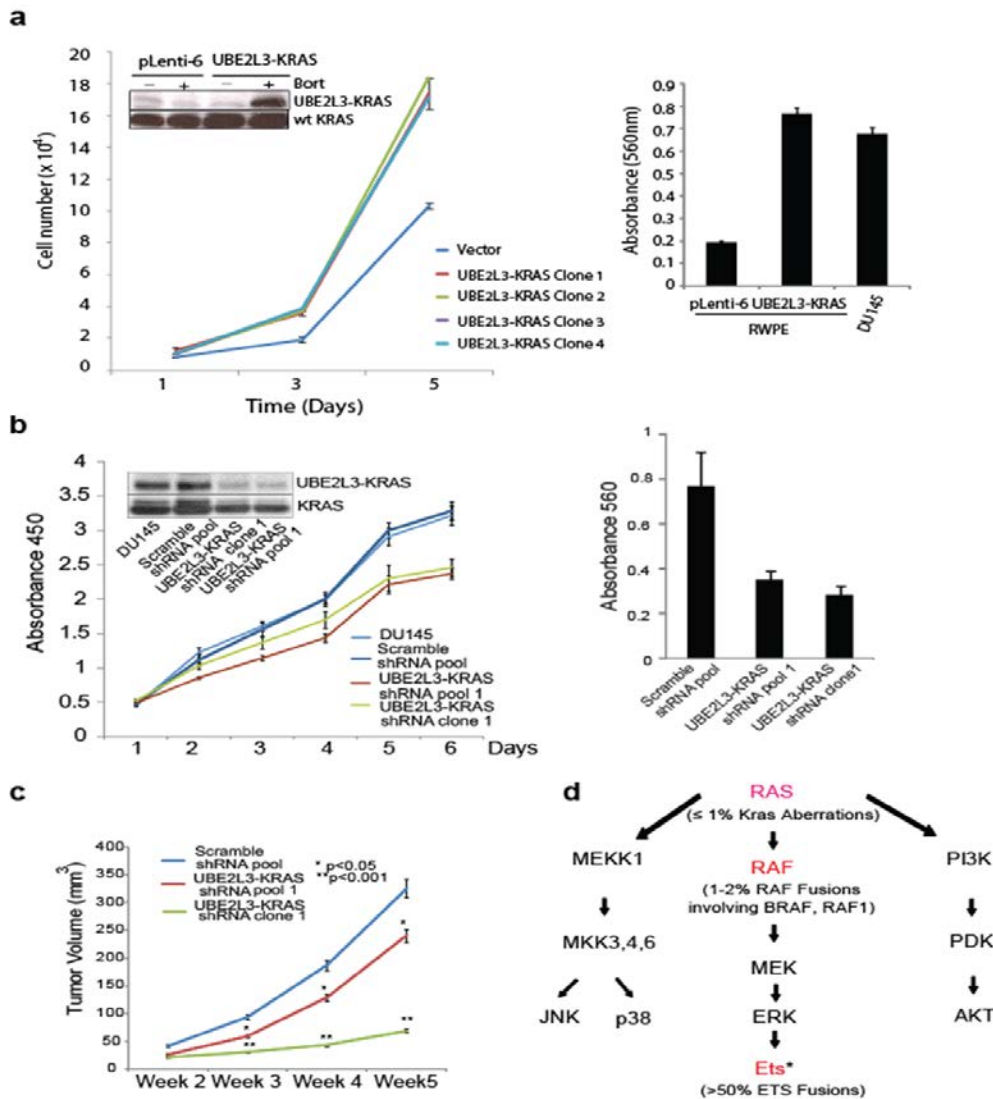 a
20
18
16
14
12
10
8
6
4
2
0
Cell number (x 10⁴)
pLenti-6 UBE2L3-KRAS
– + – + Bort
UBE2L3-KRAS
wt KRAS
Vector
UBE2L3-KRAS Clone 1
UBE2L3-KRAS Clone 2
UBE2L3-KRAS Clone 3
UBE2L3-KRAS Clone 4
1 3 5
Time (Days)
Absorbance (560nm)
0.9
0.8
0.7
0.6
0.5
0.4
0.3
0.2
0.1
0
pLenti-6 UBE2L3-KRAS
RWPE
DU145
b
Absorbance 450
4
3.5
3
2.5
2
1.5
1
0.5
0
UBE2L3-KRAS
KRAS
DU145
Scramble
shRNA pool
UBE2L3-KRAS
shRNA clone 1
UBE2L3-KRAS
shRNA pool 1
DU145
Scramble
shRNA pool
UBE2L3-KRAS
shRNA pool 1
UBE2L3-KRAS
shRNA clone 1
1 2 3 4 5 6 Days
Absorbance 560
1
0.8
0.6
0.4
0.2
0
Scramble
shRNA pool
UBE2L3-KRAS
shRNA pool 1
UBE2L3-KRAS
shRNA clone1
c
Tumor Volume (mm³)
400
350
300
250
200
150
100
50
0
Scramble
shRNA pool
UBE2L3-KRAS
shRNA pool 1
UBE2L3-KRAS
shRNA clone 1
* p<0.05
**p<0.001
*
**
*
**
*
**
Week 2 Week 3 Week 4 Week5
d
RAS
(≤ 1% Kras Aberrations)
MEKK1
RAF
PI3K
(1-2% RAF Fusions
involving BRAF, RAF1)
MKK3,4,6
PDK
MEK
JNK p38
ERK
AKT
Ets*
(>50% ETS Fusions)